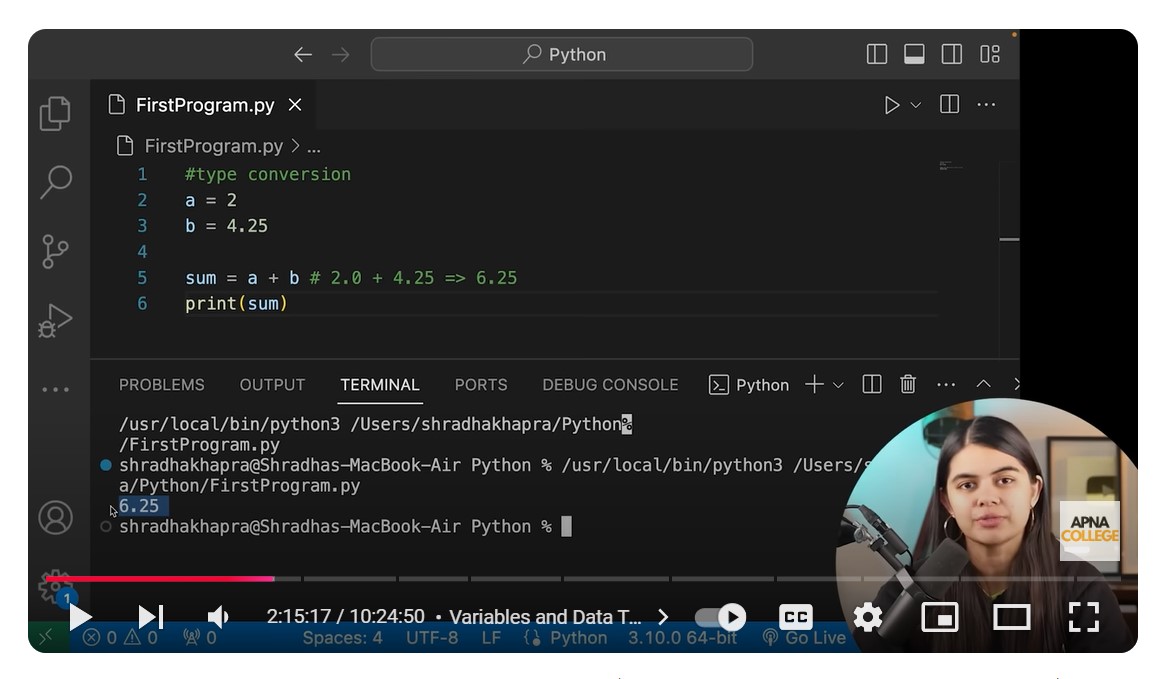 Python
FirstProgram.py
FirstProgram.py > ...
1 #type conversion
2 a = 2
3 b = 4.25
4
5 sum = a + b # 2.0 + 4.25 => 6.25
6 print(sum)
PROBLEMS OUTPUT TERMINAL PORTS DEBUG CONSOLE Python
/usr/local/bin/python3 /Users/shradhakhapra/Python%
/FirstProgram.py
shradhakhapra@Shradhas-MacBook-Air Python % /usr/local/bin/python3 /Users/s
a/Python/FirstProgram.py
6.25
shradhakhapra@Shradhas-MacBook-Air Python %
APNA
COLLEGE
1
2:15:17 / 10:24:50 • Variables and Data T... CC
0 0 0 Spaces: 4 UTF-8 LF Python 3.10.0 64-bit Go Live